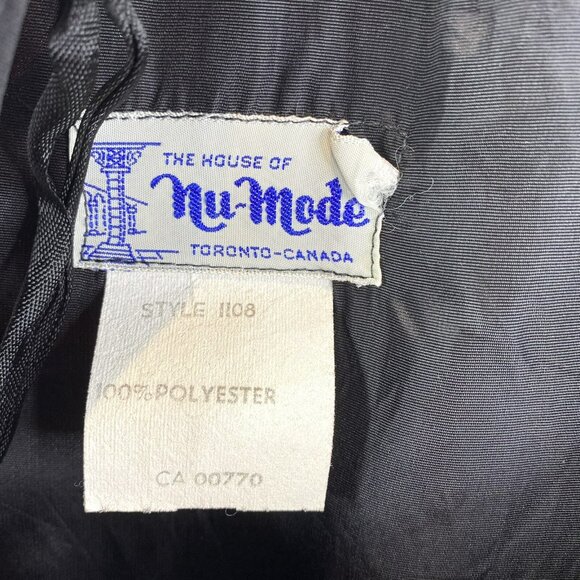 THE HOUSE OF
Nu-Mode
TORONTO-CANADA
STYLE 1108
100% POLYESTER
CA 00770